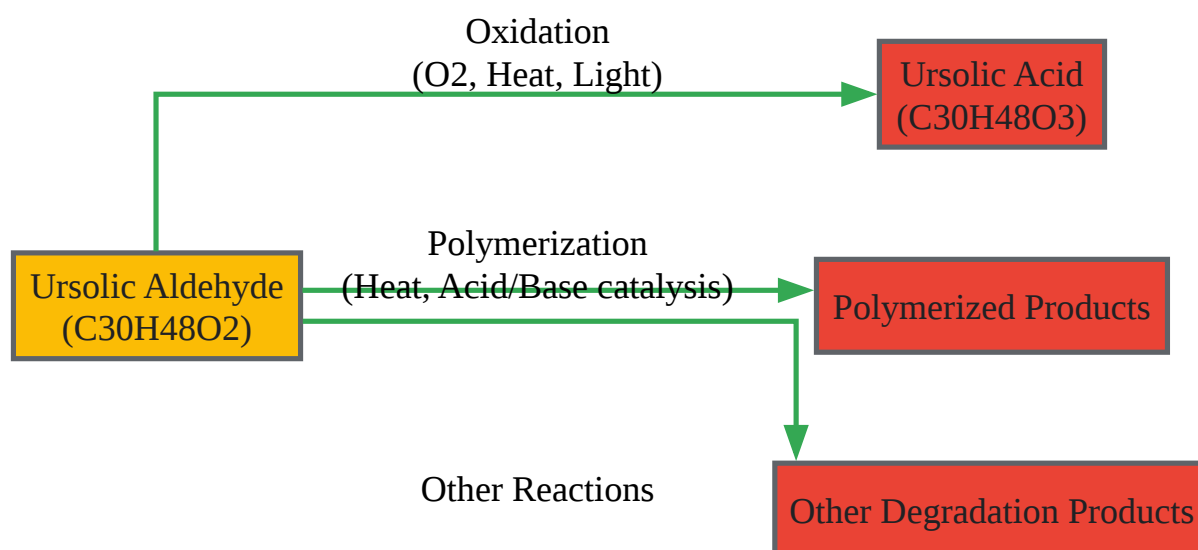 Oxidation
(O2, Heat, Light)
Ursolic Acid
(C30H48O3)
Polymerization
(Heat, Acid/Base catalysis)
Ursolic Aldehyde
(C30H48O2)
Polymerized Products
Other Reactions
Other Degradation Products